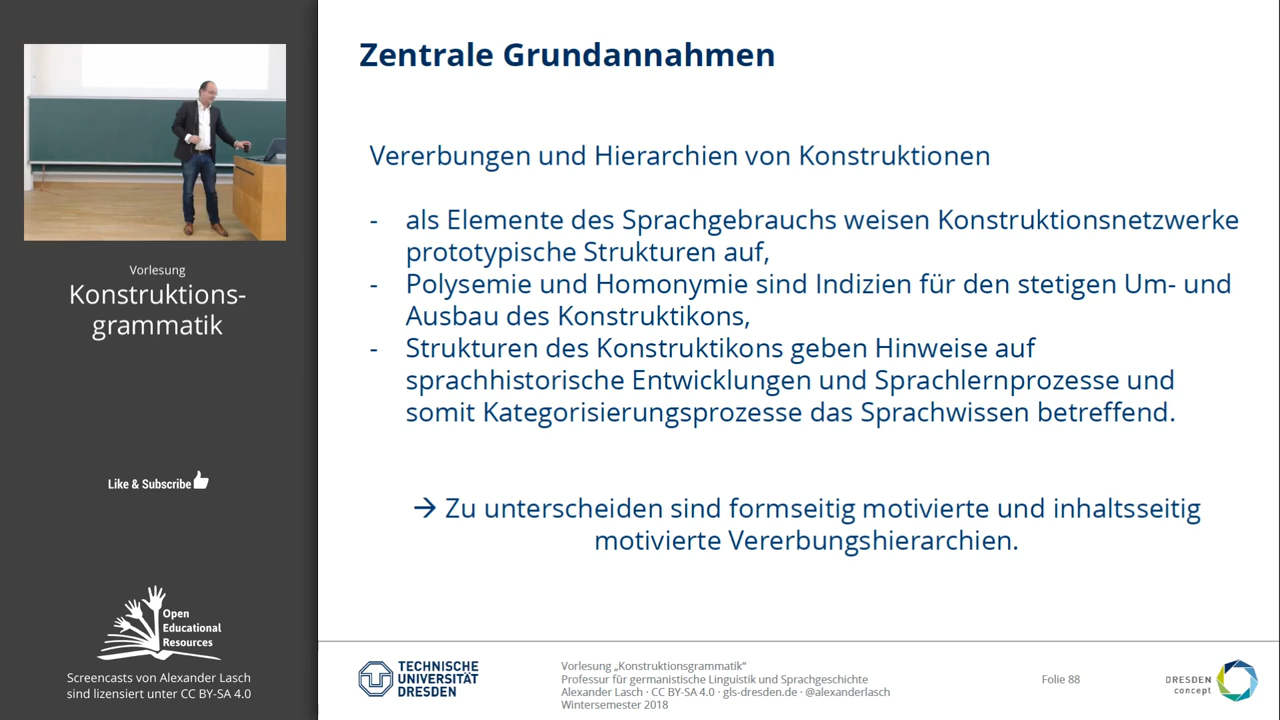 Zentrale Grundannahmen
Vererbungen und Hierarchien von Konstruktionen
- als Elemente des Sprachgebrauchs weisen Konstruktionsnetzwerke
prototypische Strukturen auf,
- Polysemie und Homonymie sind Indizien für den stetigen Um- und
Ausbau des Konstruktikons,
- Strukturen des Konstruktikons geben Hinweise auf
sprachhistorische Entwicklungen und Sprachlernprozesse und
somit Kategorisierungsprozesse das Sprachwissen betreffend.
→ Zu unterscheiden sind formseitig motivierte und inhaltsseitig
motivierte Vererbungshierarchien.
Vorlesung
Konstruktions-
grammatik
Like & Subscribe
Open
Educational
Resources
Screencasts von Alexander Lasch
sind lizensiert unter CC BY-SA 4.0
TECHNISCHE
UNIVERSITÄT
DRESDEN
Vorlesung „Konstruktionsgrammatik“
Professur für germanistische Linguistik und Sprachgeschichte
Alexander Lasch · CC BY-SA 4.0 · gls-dresden.de · @alexanderlasch
Wintersemester 2018
Folie 88
DRESDEN
concept